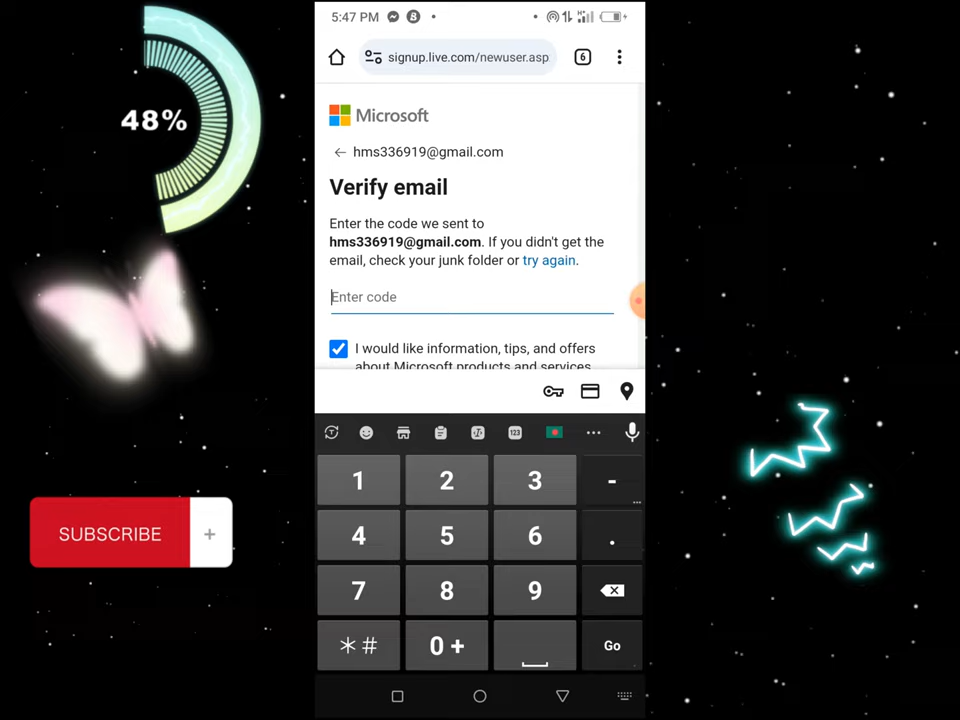 48%
5:47 PM
signup.live.com/newuser.asp
6
Microsoft
← hms336919@gmail.com
Verify email
Enter the code we sent to
hms336919@gmail.com. If you didn't get the
email, check your junk folder or try again.
Enter code
I would like information, tips, and offers
about Microsoft products and services.
123
1 2 3 -
4 5 6 .
7 8 9
*# 0 + Go
SUBSCRIBE +